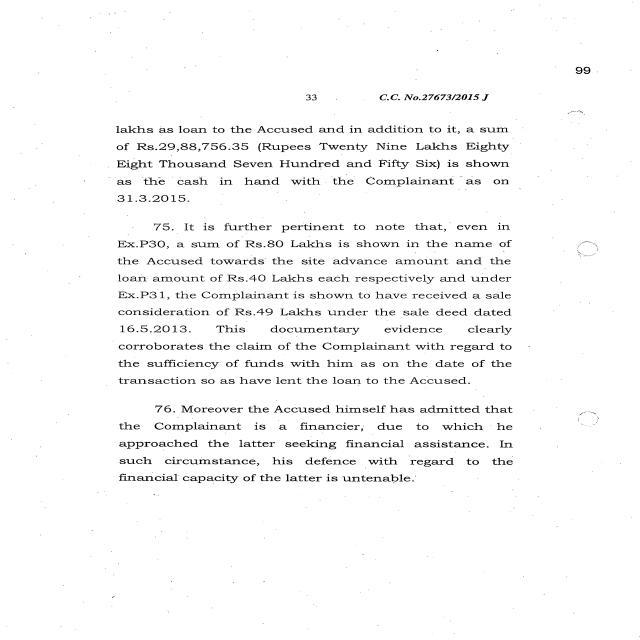 99
33 C.C. No.27673/2015 J
lakhs as loan to the Accused and in addition to it, a sum
of Rs.29,88,756.35 (Rupees Twenty Nine Lakhs Eighty
Eight Thousand Seven Hundred and Fifty Six) is shown
as the cash in hand with the Complainant as on
31.3.2015.
75. It is further pertinent to note that, even in
Ex.P30, a sum of Rs.80 Lakhs is shown in the name of
the Accused towards the site advance amount and the
loan amount of Rs.40 Lakhs each respectively and under
Ex.P31, the Complainant is shown to have received a sale
consideration of Rs.49 Lakhs under the sale deed dated
16.5.2013. This documentary evidence clearly
corroborates the claim of the Complainant with regard to
the sufficiency of funds with him as on the date of the
transaction so as have lent the loan to the Accused.
76. Moreover the Accused himself has admitted that
the Complainant is a financier, due to which he
approached the latter seeking financial assistance. In
such circumstance, his defence with regard to the
financial capacity of the latter is untenable.